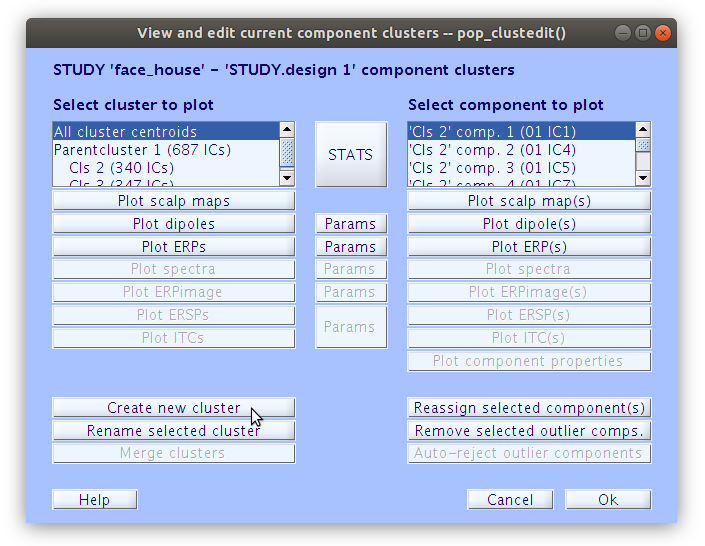 View and edit current component clusters -- pop_clustedit()
STUDY 'face_house' - 'STUDY.design 1' component clusters
Select cluster to plot
Select component to plot
All cluster centroids
Parentcluster 1 (687 ICs)
Cls 2 (340 ICs)
Cls 3 (347 ICs)
STATS
'Cls 2' comp. 1 (01 IC1)
'Cls 2' comp. 2 (01 IC4)
'Cls 2' comp. 3 (01 IC5)
'Cls 2' comp. 4 (01 IC7)
Plot scalp maps
Plot scalp map(s)
Plot dipoles
Params
Plot dipole(s)
Plot ERPs
Params
Plot ERP(s)
Plot spectra
Params
Plot spectra
Plot ERPimage
Params
Plot ERPimage(s)
Plot ERSPs
Params
Plot ERSP(s)
Plot ITCs
Plot ITC(s)
Plot component properties
Create new cluster
Reassign selected component(s)
Rename selected cluster
Remove selected outlier comps.
Merge clusters
Auto-reject outlier components
Help
Cancel
Ok